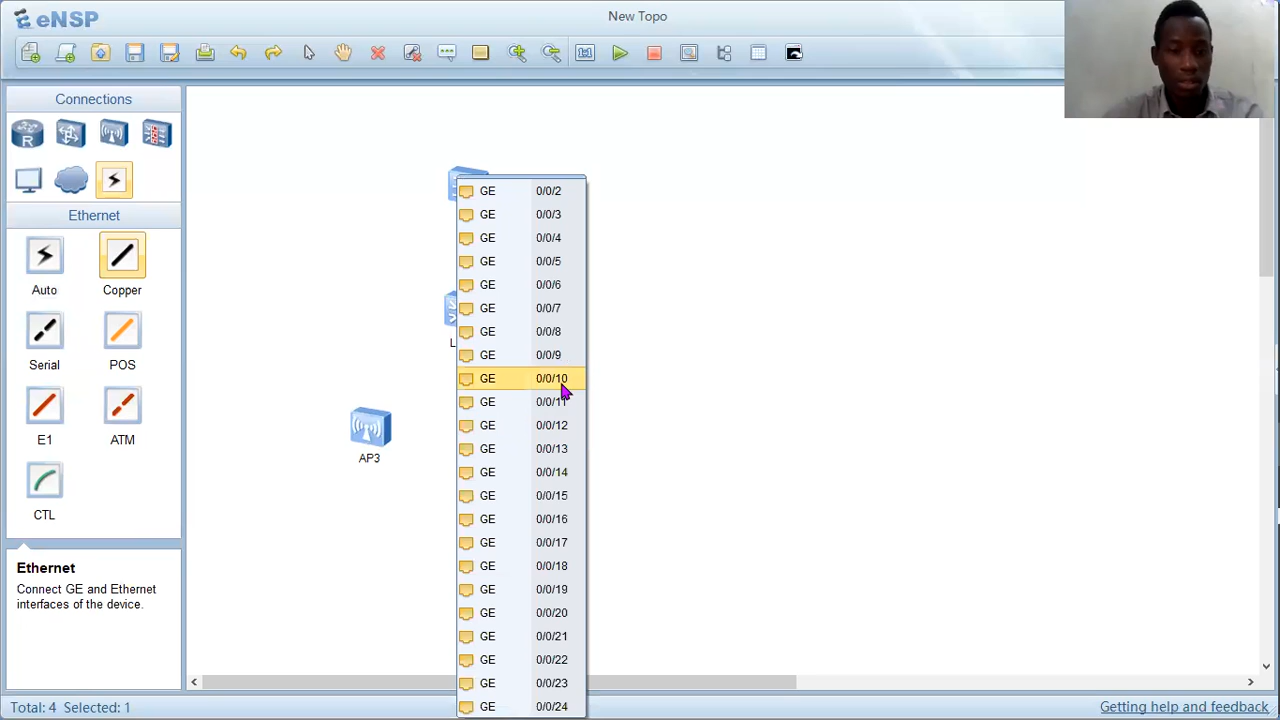 eNSP
New Topo
1:1
Connections
R
Ethernet
Auto
Copper
Serial
POS
E1
ATM
CTL
Ethernet
Connect GE and Ethernet
interfaces of the device.
GE 0/0/2
GE 0/0/3
GE 0/0/4
GE 0/0/5
GE 0/0/6
GE 0/0/7
GE 0/0/8
GE 0/0/9
GE 0/0/10
GE 0/0/11
GE 0/0/12
GE 0/0/13
GE 0/0/14
GE 0/0/15
GE 0/0/16
GE 0/0/17
GE 0/0/18
GE 0/0/19
GE 0/0/20
GE 0/0/21
GE 0/0/22
GE 0/0/23
GE 0/0/24
L
AP3
Total: 4 Selected: 1
Getting help and feedback